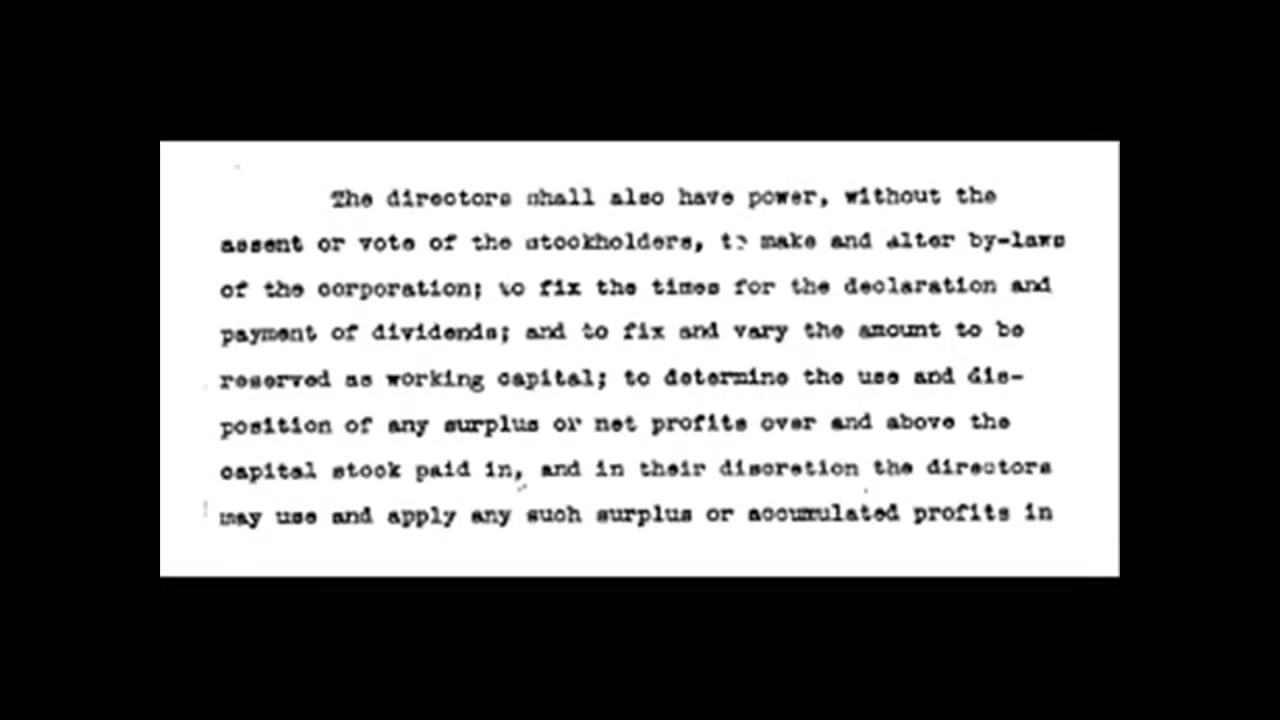 The directors shall also have power, without the
assent or vote of the stockholders, to make and alter by-laws
of the corporation; to fix the times for the declaration and
payment of dividends; and to fix and vary the amount to be
reserved as working capital; to determine the use and dis-
position of any surplus or net profits over and above the
capital stock paid in, and in their discretion the directors
may use and apply any such surplus or accumulated profits in